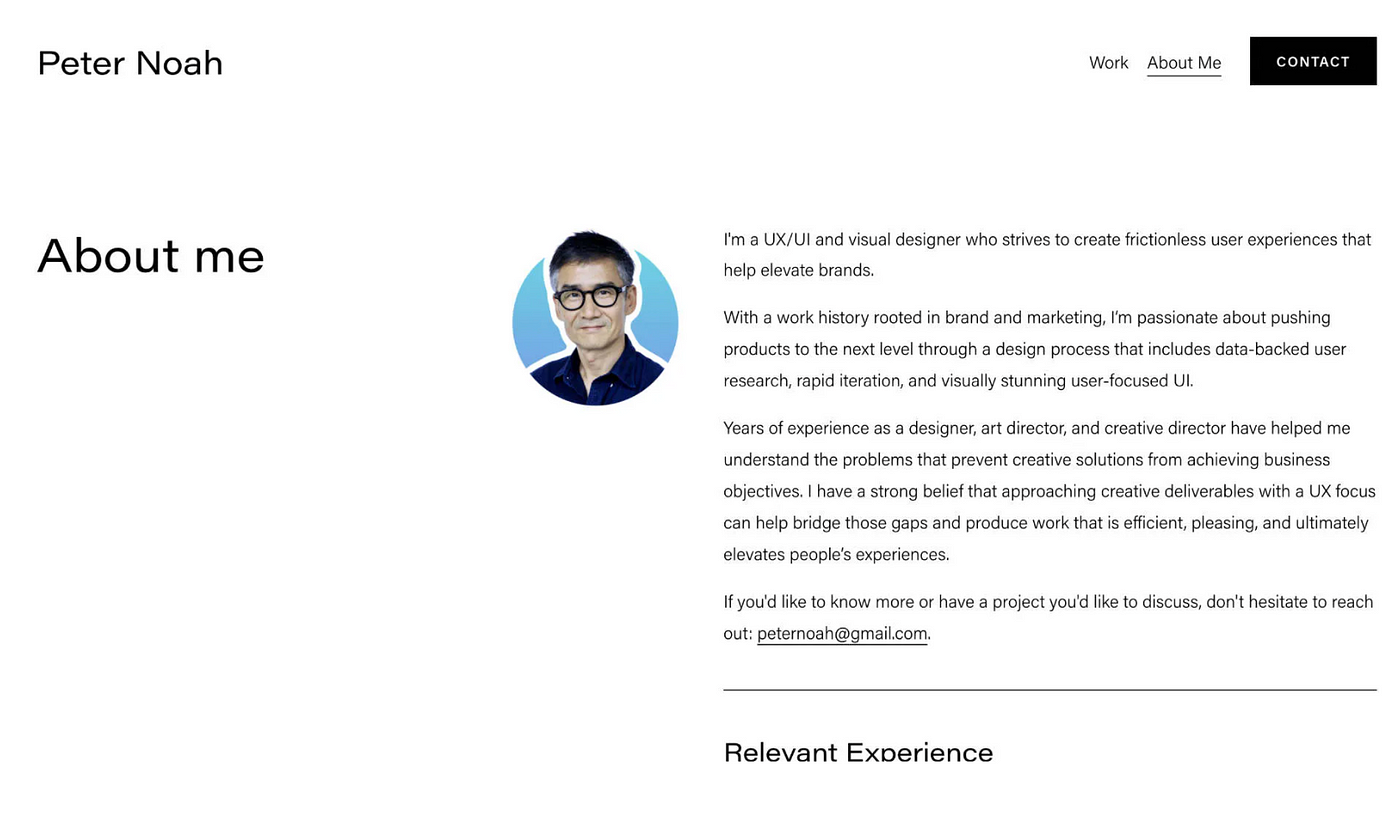 Peter Noah
Work
About Me
CONTACT
About me
I'm a UX/UI and visual designer who strives to create frictionless user experiences that
help elevate brands.
With a work history rooted in brand and marketing, I’m passionate about pushing
products to the next level through a design process that includes data-backed user
research, rapid iteration, and visually stunning user-focused UI.
Years of experience as a designer, art director, and creative director have helped me
understand the problems that prevent creative solutions from achieving business
objectives. I have a strong belief that approaching creative deliverables with a UX focus
can help bridge those gaps and produce work that is efficient, pleasing, and ultimately
elevates people’s experiences.
If you'd like to know more or have a project you'd like to discuss, don't hesitate to reach
out: peternoah@gmail.com.
Relevant Experience